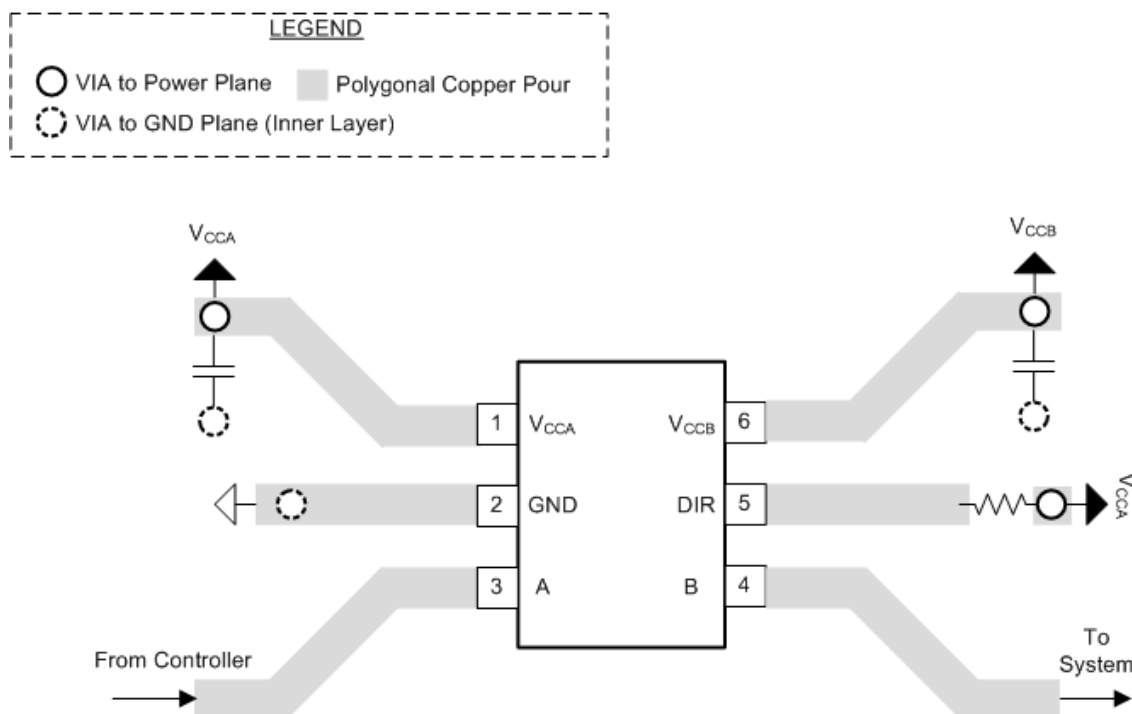 LEGEND
VIA to Power Plane
Polygonal Copper Pour
VIA to GND Plane (Inner Layer)
VCCA
VCCB
1
VCCA
VCCB
6
2
GND
DIR
5
VCCA
3
A
B
4
From Controller
To
System